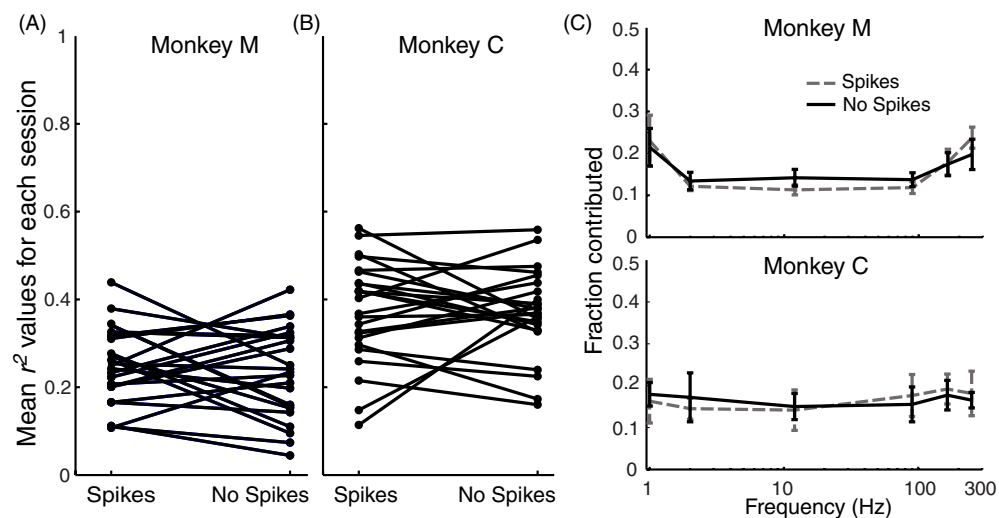 (A)
Monkey M
Mean r² values for each session
1
0.8
0.6
0.4
0.2
0
Spikes
No Spikes
(B)
Monkey C
Spikes
No Spikes
(C)
Monkey M
Fraction contributed
0.5
0.4
0.3
0.2
0.1
0
Spikes
No Spikes
Monkey C
0.5
0.4
0.3
0.2
0.1
0
1
10
100
300
Frequency (Hz)